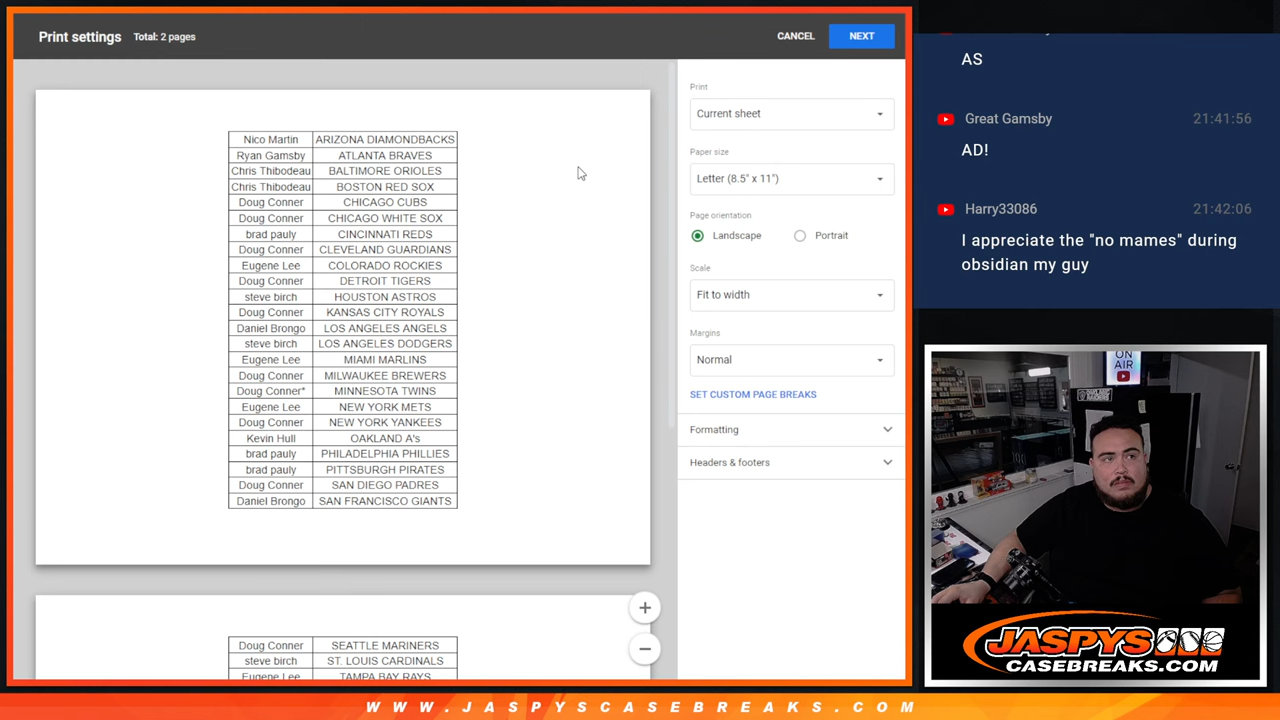 Print settings Total: 2 pages
CANCEL NEXT
Nico Martin ARIZONA DIAMONDBACKS
Ryan Gamsby ATLANTA BRAVES
Chris Thibodeau BALTIMORE ORIOLES
Chris Thibodeau BOSTON RED SOX
Doug Conner CHICAGO CUBS
Doug Conner CHICAGO WHITE SOX
brad pauly CINCINNATI REDS
Doug Conner CLEVELAND GUARDIANS
Eugene Lee COLORADO ROCKIES
Doug Conner DETROIT TIGERS
steve birch HOUSTON ASTROS
Doug Conner KANSAS CITY ROYALS
Daniel Brongo LOS ANGELES ANGELS
steve birch LOS ANGELES DODGERS
Eugene Lee MIAMI MARLINS
Doug Conner MILWAUKEE BREWERS
Doug Conner* MINNESOTA TWINS
Eugene Lee NEW YORK METS
Doug Conner NEW YORK YANKEES
Kevin Hull OAKLAND A's
brad pauly PHILADELPHIA PHILLIES
brad pauly PITTSBURGH PIRATES
Doug Conner SAN DIEGO PADRES
Daniel Brongo SAN FRANCISCO GIANTS
Doug Conner SEATTLE MARINERS
steve birch ST. LOUIS CARDINALS
Eugene Lee TAMPA BAY RAYS
Print
Current sheet
Paper size
Letter (8.5" x 11")
Page orientation
Landscape Portrait
Scale
Fit to width
Margins
Normal
SET CUSTOM PAGE BREAKS
Formatting
Headers & footers
AS
Great Gamsby 21:41:56
AD!
Harry33086 21:42:06
I appreciate the "no mames" during
obsidian my guy
ON
AIR
JASPYS
CASEBREAKS.COM
WWW.JASPYSCASEBREAKS.COM